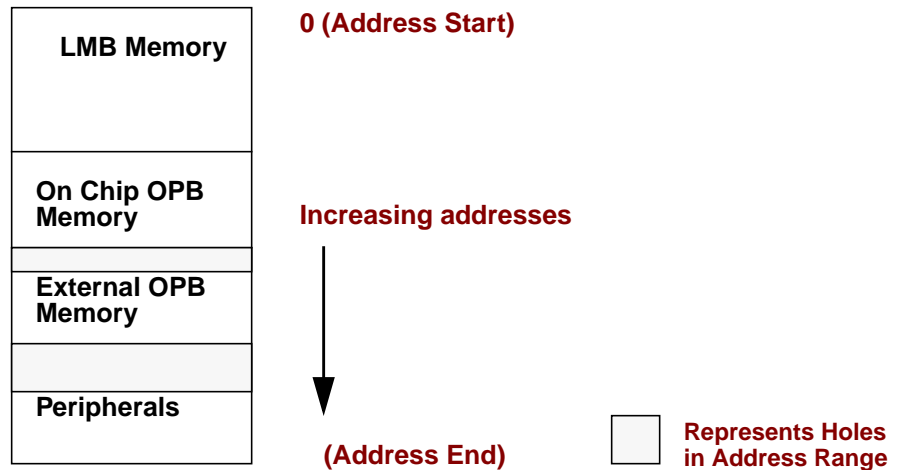 0 (Address Start)
LMB Memory
On Chip OPB
Memory
Increasing addresses
External OPB
Memory
Peripherals
(Address End)
Represents Holes
in Address Range